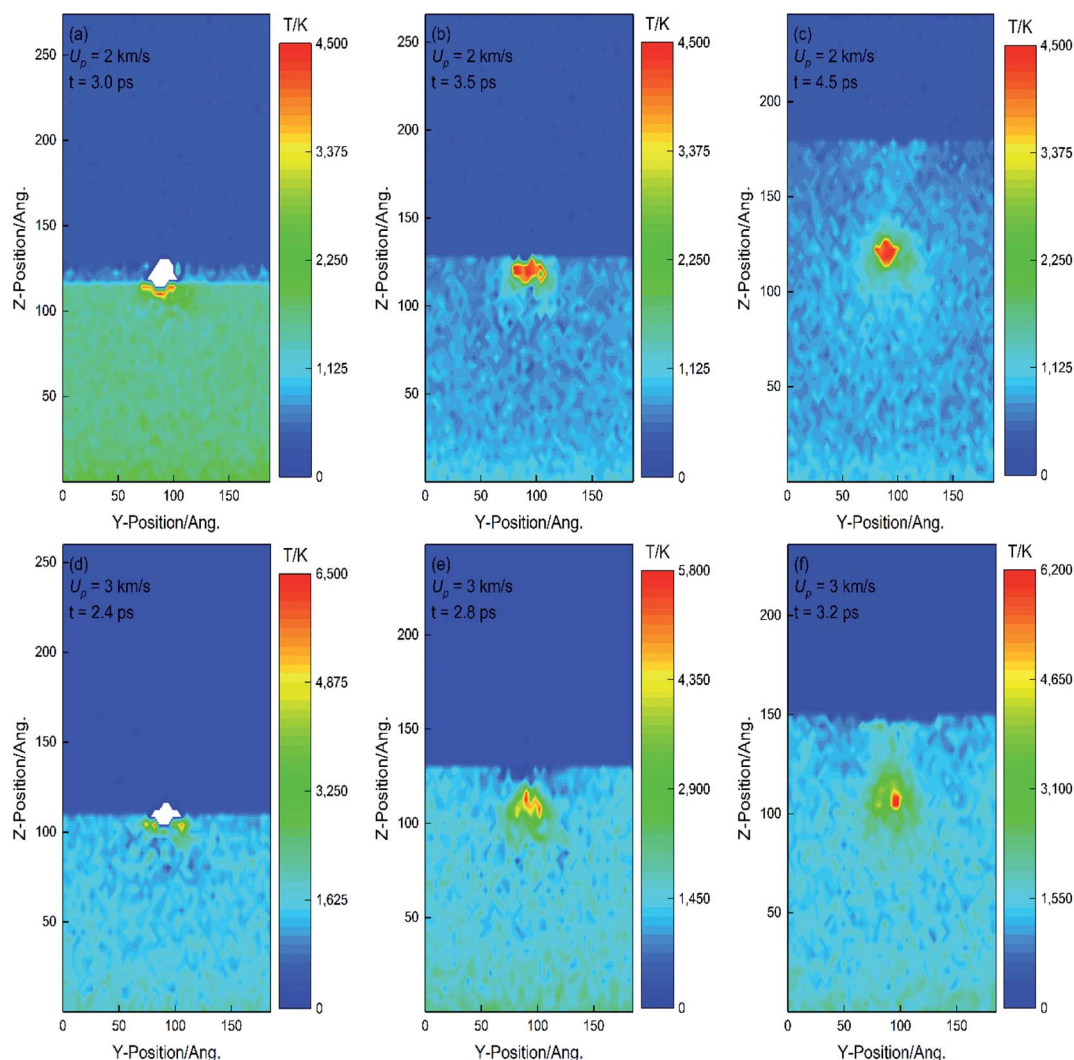 (a)
U_p = 2 km/s
t = 3.0 ps
T/K
4,500
3,375
2,250
1,125
0
250
200
150
100
50
0 50 100 150
Z-Position/Ang.
Y-Position/Ang.
(b)
U_p = 2 km/s
t = 3.5 ps
T/K
4,500
3,375
2,250
1,125
0
250
200
150
100
50
0 50 100 150
Z-Position/Ang.
Y-Position/Ang.
(c)
U_p = 2 km/s
t = 4.5 ps
T/K
4,500
3,375
2,250
1,125
0
200
150
100
50
0 50 100 150
Z-Position/Ang.
Y-Position/Ang.
(d)
U_p = 3 km/s
t = 2.4 ps
T/K
6,500
4,875
3,250
1,625
0
250
200
150
100
50
0 50 100 150
Z-Position/Ang.
Y-Position/Ang.
(e)
U_p = 3 km/s
t = 2.8 ps
T/K
5,800
4,350
2,900
1,450
0
250
200
150
100
50
0 50 100 150
Z-Position/Ang.
Y-Position/Ang.
(f)
U_p = 3 km/s
t = 3.2 ps
T/K
6,200
4,650
3,100
1,550
0
200
150
100
50
0 50 100 150
Z-Position/Ang.
Y-Position/Ang.